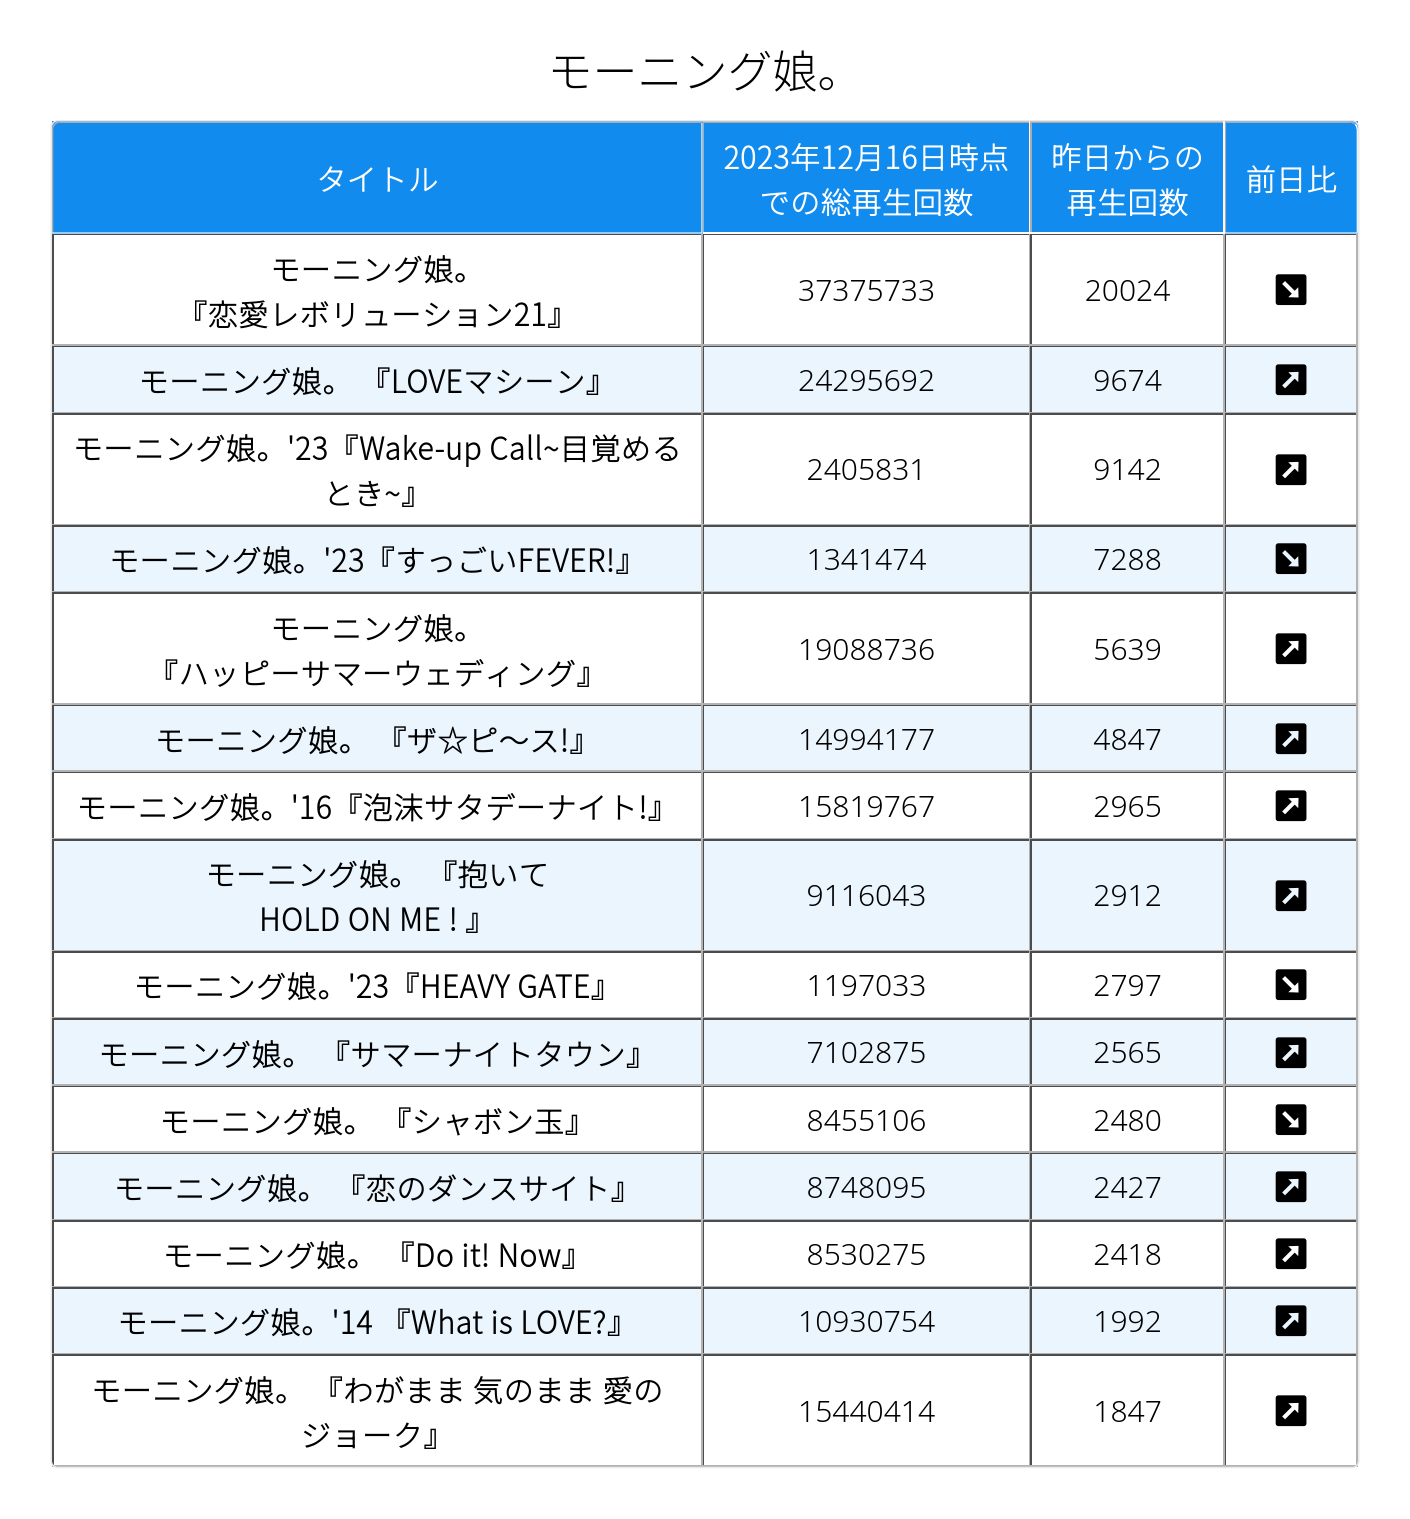 モーニング娘。
タイトル
2023年12月16日時点
での総再生回数
昨日からの
再生回数
前日比
モーニング娘。
『恋愛レボリューション21』
37375733
20024
モーニング娘。 『LOVEマシーン』
24295692
9674
モーニング娘。'23『Wake-up Call~目覚める
とき~』
2405831
9142
モーニング娘。'23『すっごいFEVER!』
1341474
7288
モーニング娘。
『ハッピーサマーウェディング』
19088736
5639
モーニング娘。 『ザ☆ピ〜ス!』
14994177
4847
モーニング娘。'16『泡沫サタデーナイト!』
15819767
2965
モーニング娘。 『抱いて
HOLD ON ME ! 』
9116043
2912
モーニング娘。'23『HEAVY GATE』
1197033
2797
モーニング娘。 『サマーナイトタウン』
7102875
2565
モーニング娘。 『シャボン玉』
8455106
2480
モーニング娘。 『恋のダンスサイト』
8748095
2427
モーニング娘。 『Do it! Now』
8530275
2418
モーニング娘。'14 『What is LOVE?』
10930754
1992
モーニング娘。 『わがまま 気のまま 愛の
ジョーク』
15440414
1847